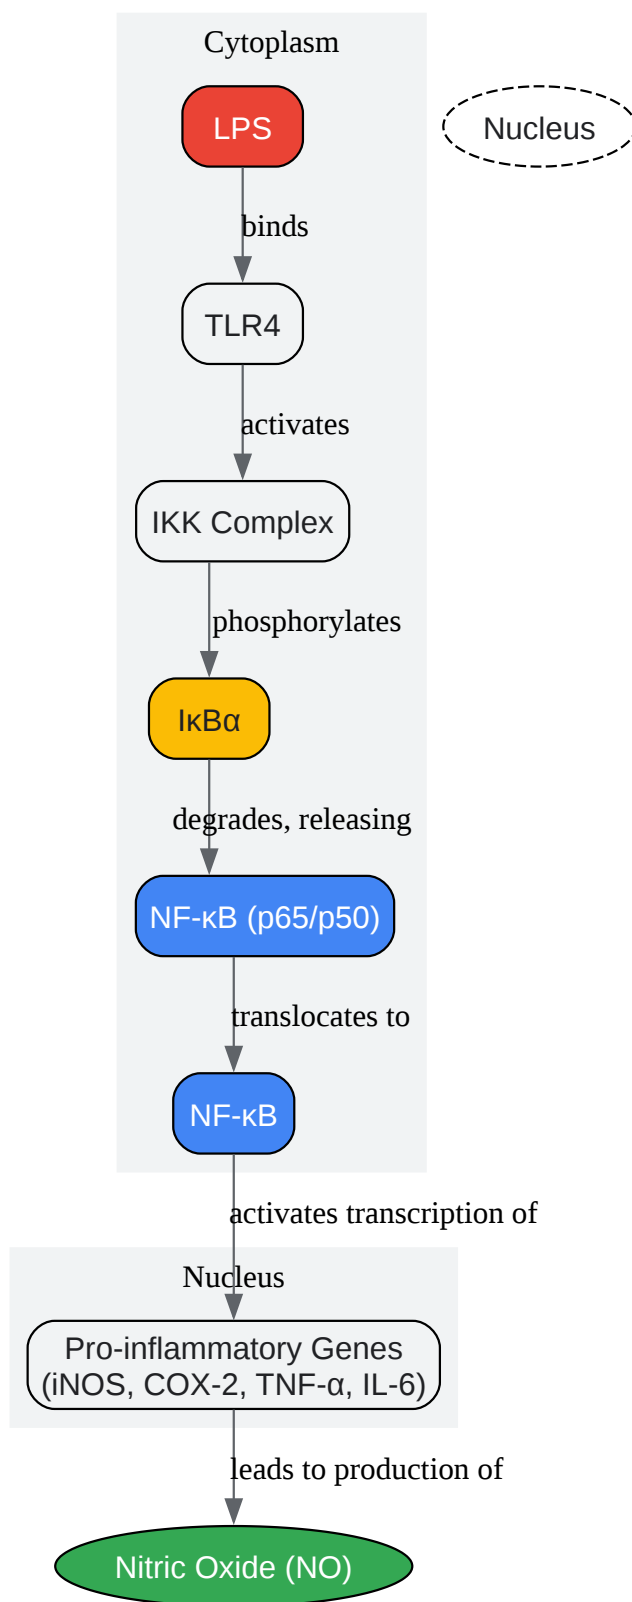 Cytoplasm
LPS
Nucleus
binds
TLR4
activates
IKK Complex
phosphorylates
IκBα
degrades, releasing
NF-κB (p65/p50)
translocates to
NF-κB
activates transcription of
Nucleus
Pro-inflammatory Genes
(iNOS, COX-2, TNF-α, IL-6)
leads to production of
Nitric Oxide (NO)